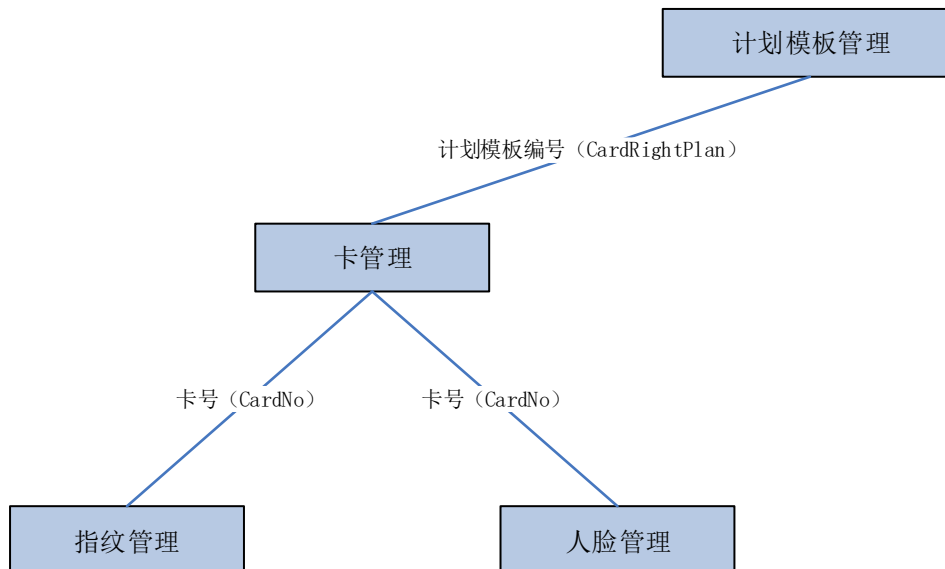 计划模板管理
计划模板编号（CardRightPlan）
卡管理
卡号（CardNo）
卡号（CardNo）
指纹管理
人脸管理